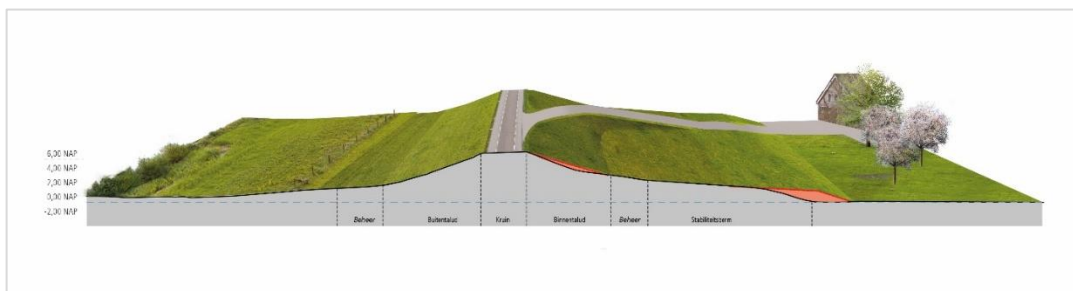 6,00 NAP
4,00 NAP
2,00 NAP
0,00 NAP
-2,00 NAP
Beheer
Buitentalud
Kruin
Binnentalud
Beheer
Stabiliteitsberm